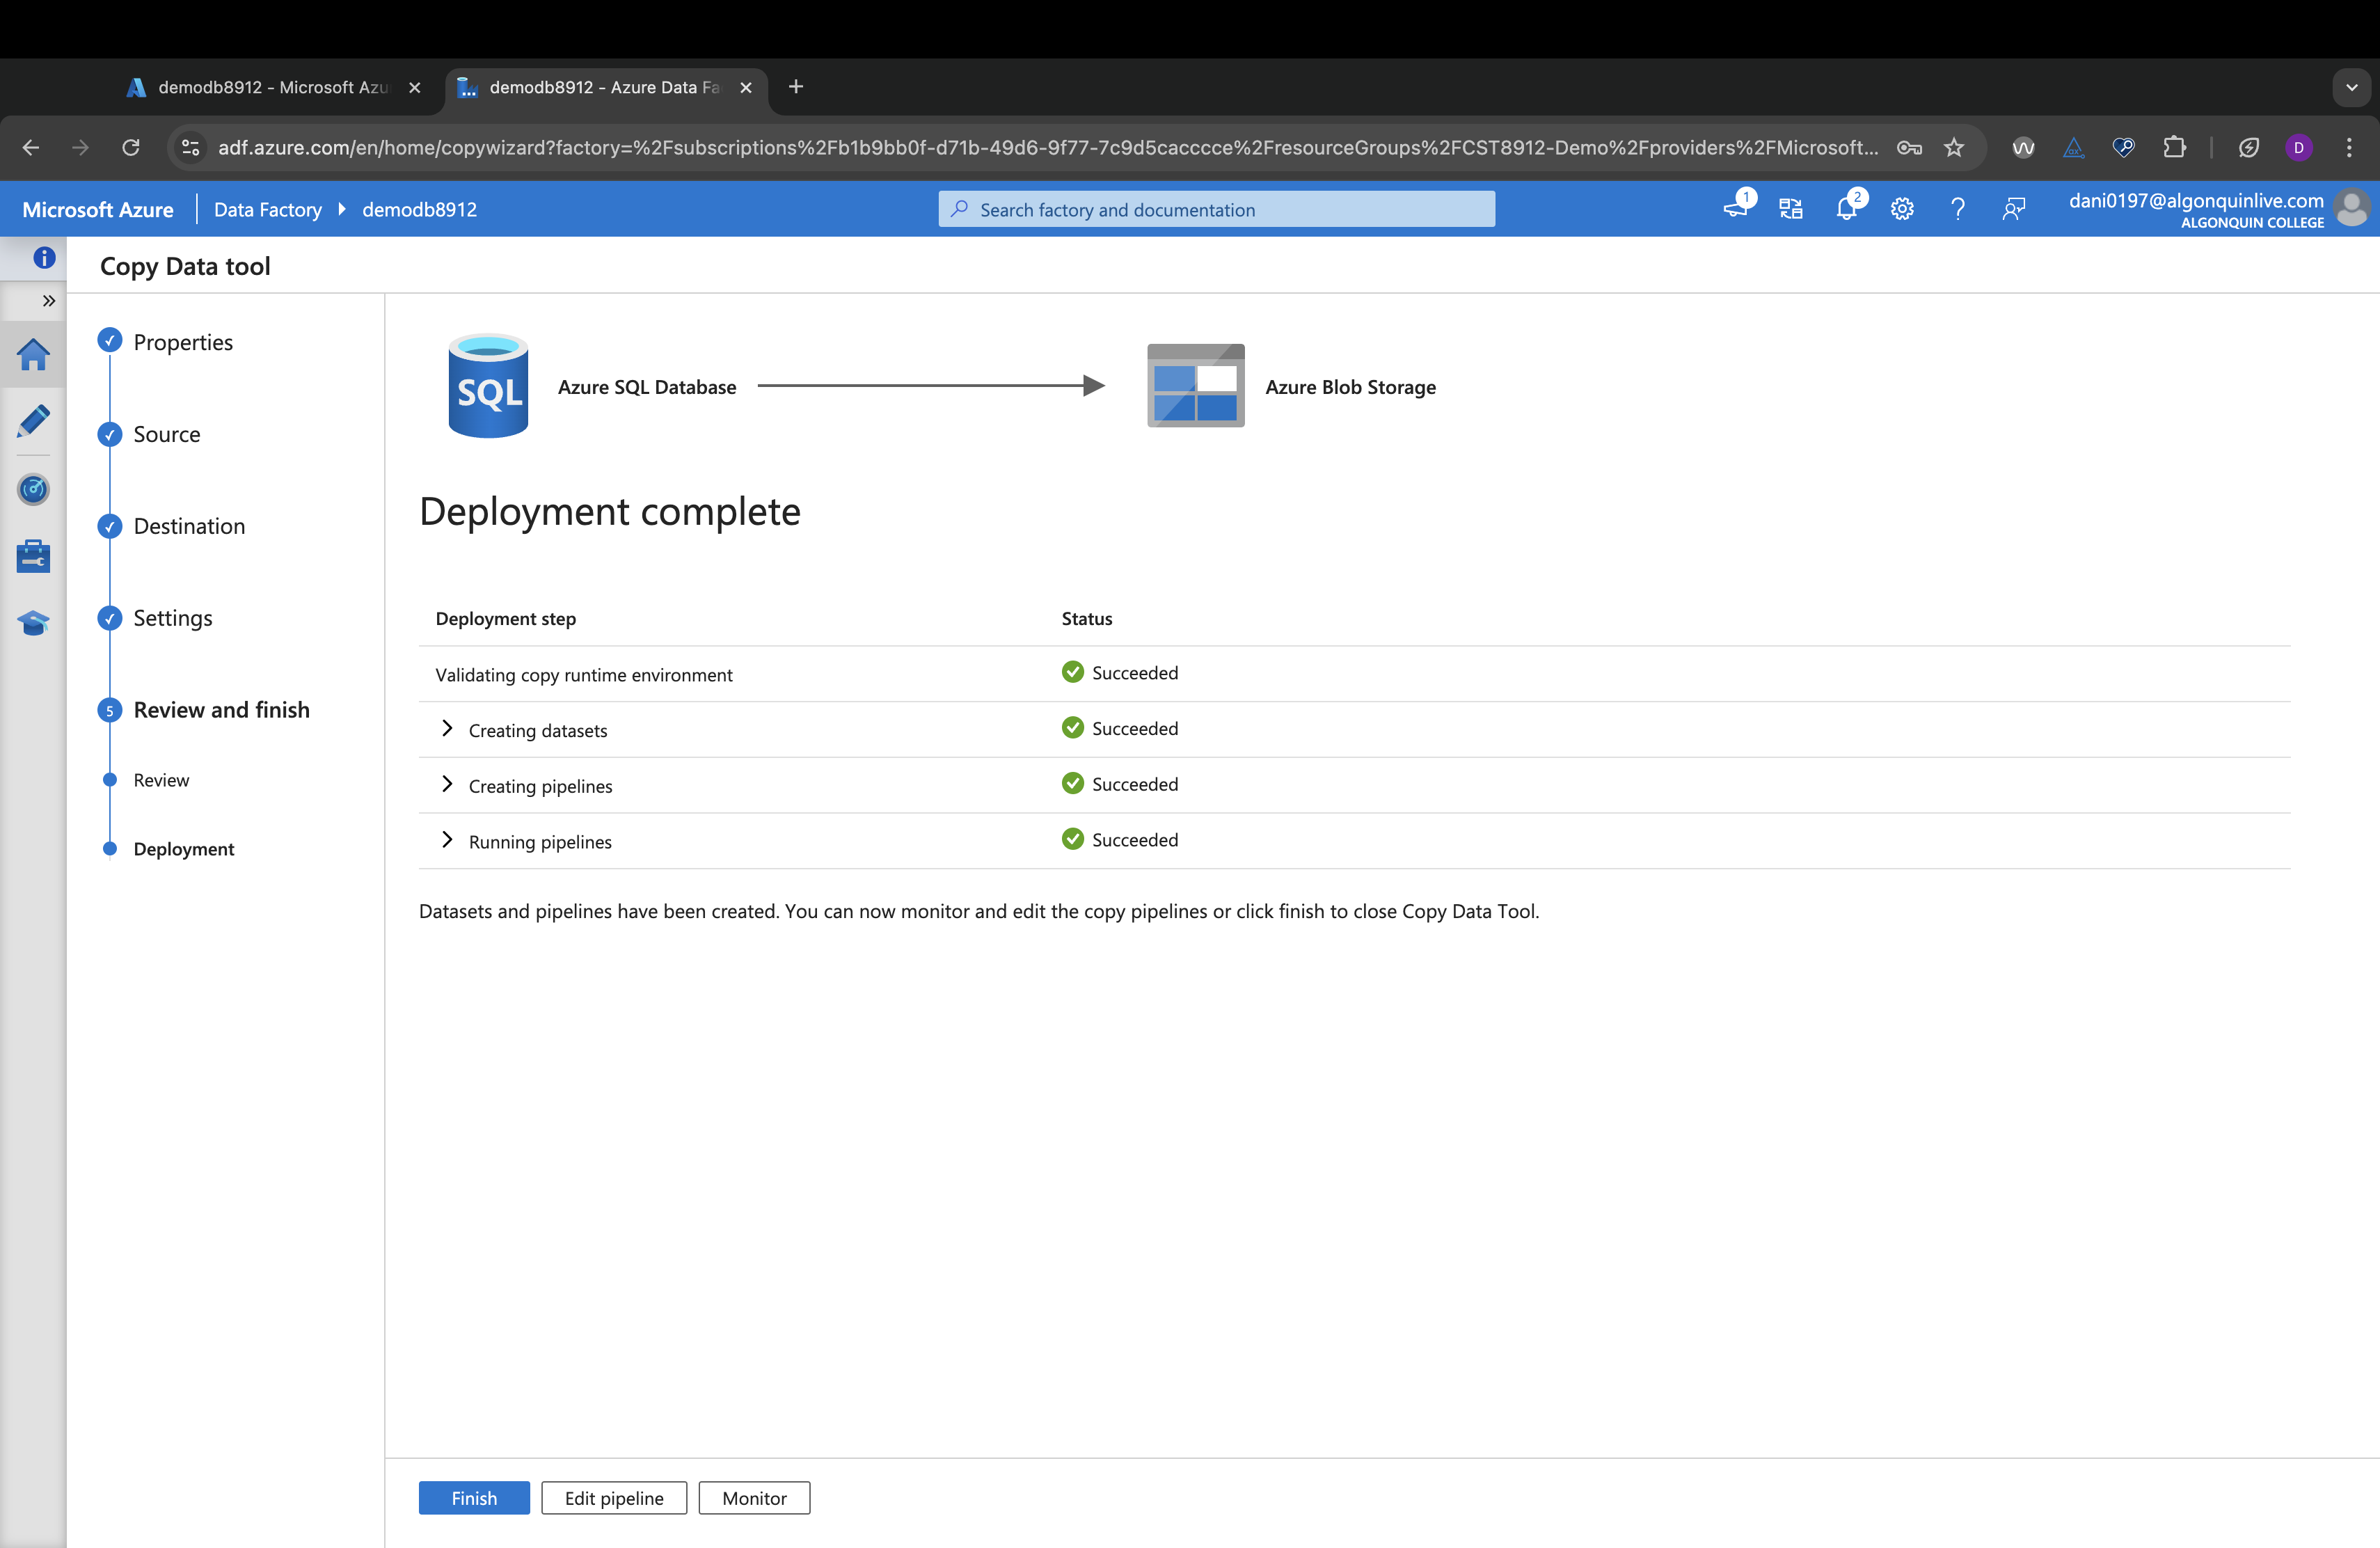 demodb8912 - Microsoft Azu
demodb8912 - Azure Data Fa
adf.azure.com/en/home/copywizard?factory=%2Fsubscriptions%2Fb1b9bb0f-d71b-49d6-9f77-7c9d5cacccce%2FresourceGroups%2FCST8912-Demo%2Fproviders%2FMicrosoft...
D
Microsoft Azure
Data Factory
demodb8912
Search factory and documentation
1
2
dani0197@algonquinlive.com
ALGONQUIN COLLEGE
Copy Data tool
Properties
Source
Destination
Settings
5
Review and finish
Review
Deployment
SQL
Azure SQL Database
Azure Blob Storage
Deployment complete
Deployment step Status
Validating copy runtime environment Succeeded
Creating datasets Succeeded
Creating pipelines Succeeded
Running pipelines Succeeded
Datasets and pipelines have been created. You can now monitor and edit the copy pipelines or click finish to close Copy Data Tool.
Finish
Edit pipeline
Monitor